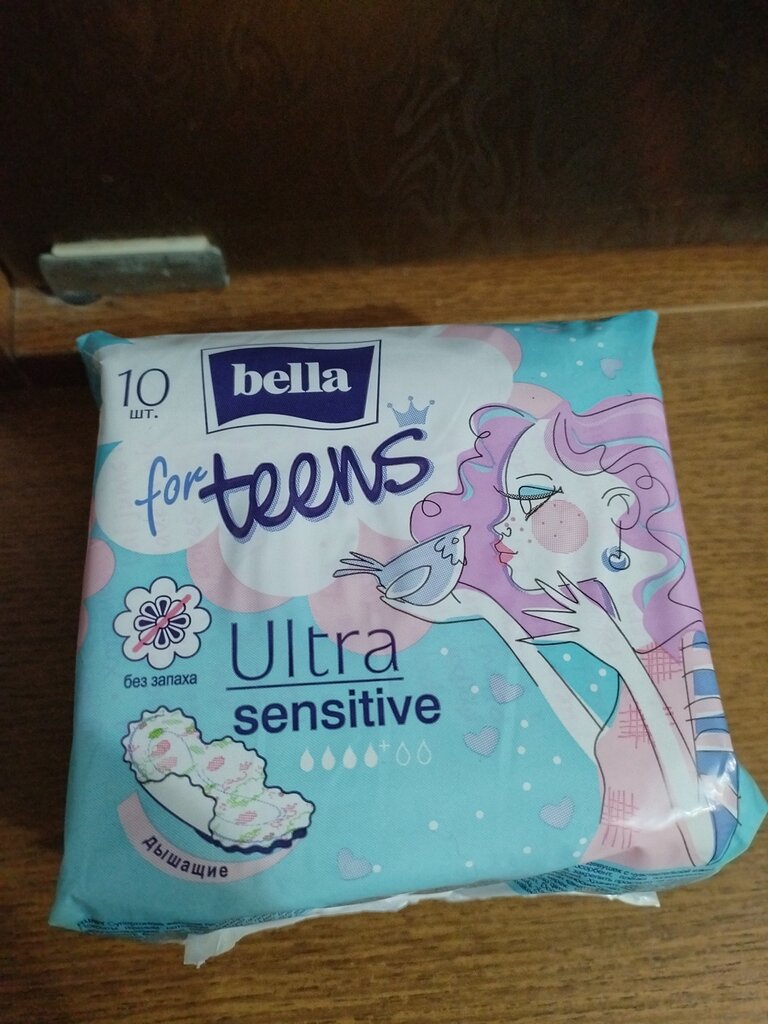 10
шт.
bella
for teens
Ultra
sensitive
без запаха
дышащие